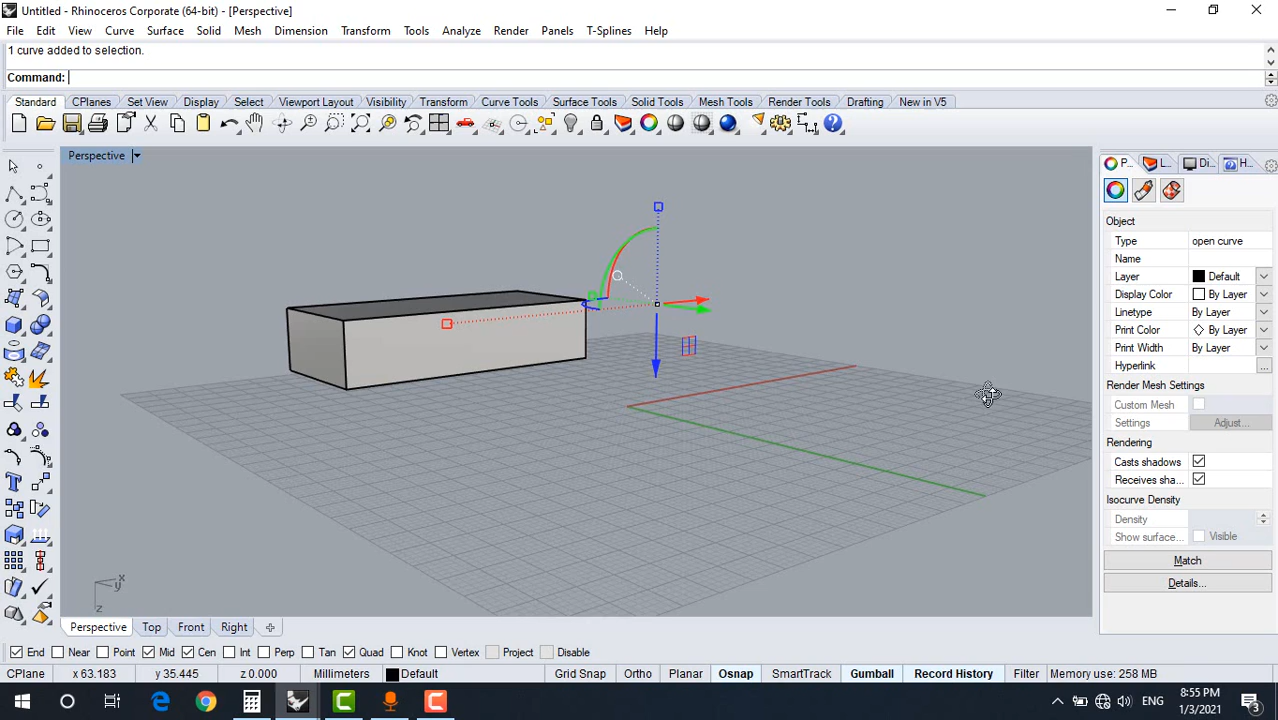 Untitled - Rhinoceros Corporate (64-bit) - [Perspective]
File Edit View Curve Surface Solid Mesh Dimension Transform Tools Analyze Render Panels T-Splines Help
1 curve added to selection.
Command:
Standard CPlanes Set View Display Select Viewport Layout Visibility Transform Curve Tools Surface Tools Solid Tools Mesh Tools Render Tools Drafting New in V5
Perspective
P... L... Di... H...
Object
Type open curve
Name
Layer Default
Display Color By Layer
Linetype By Layer
Print Color By Layer
Print Width By Layer
Hyperlink ...
Render Mesh Settings
Custom Mesh
Settings Adjust...
Rendering
Casts shadows
Receives sha...
Isocurve Density
Density
Show surface... Visible
Match
Details...
x
y
z
Perspective Top Front Right
End Near Point Mid Cen Int Perp Tan Quad Knot Vertex Project Disable
CPlane x 63.183 y 35.445 z 0.000 Millimeters Default Grid Snap Ortho Planar Osnap SmartTrack Gumball Record History Filter Memory use: 258 MB
ENG
8:55 PM
1/3/2021
3